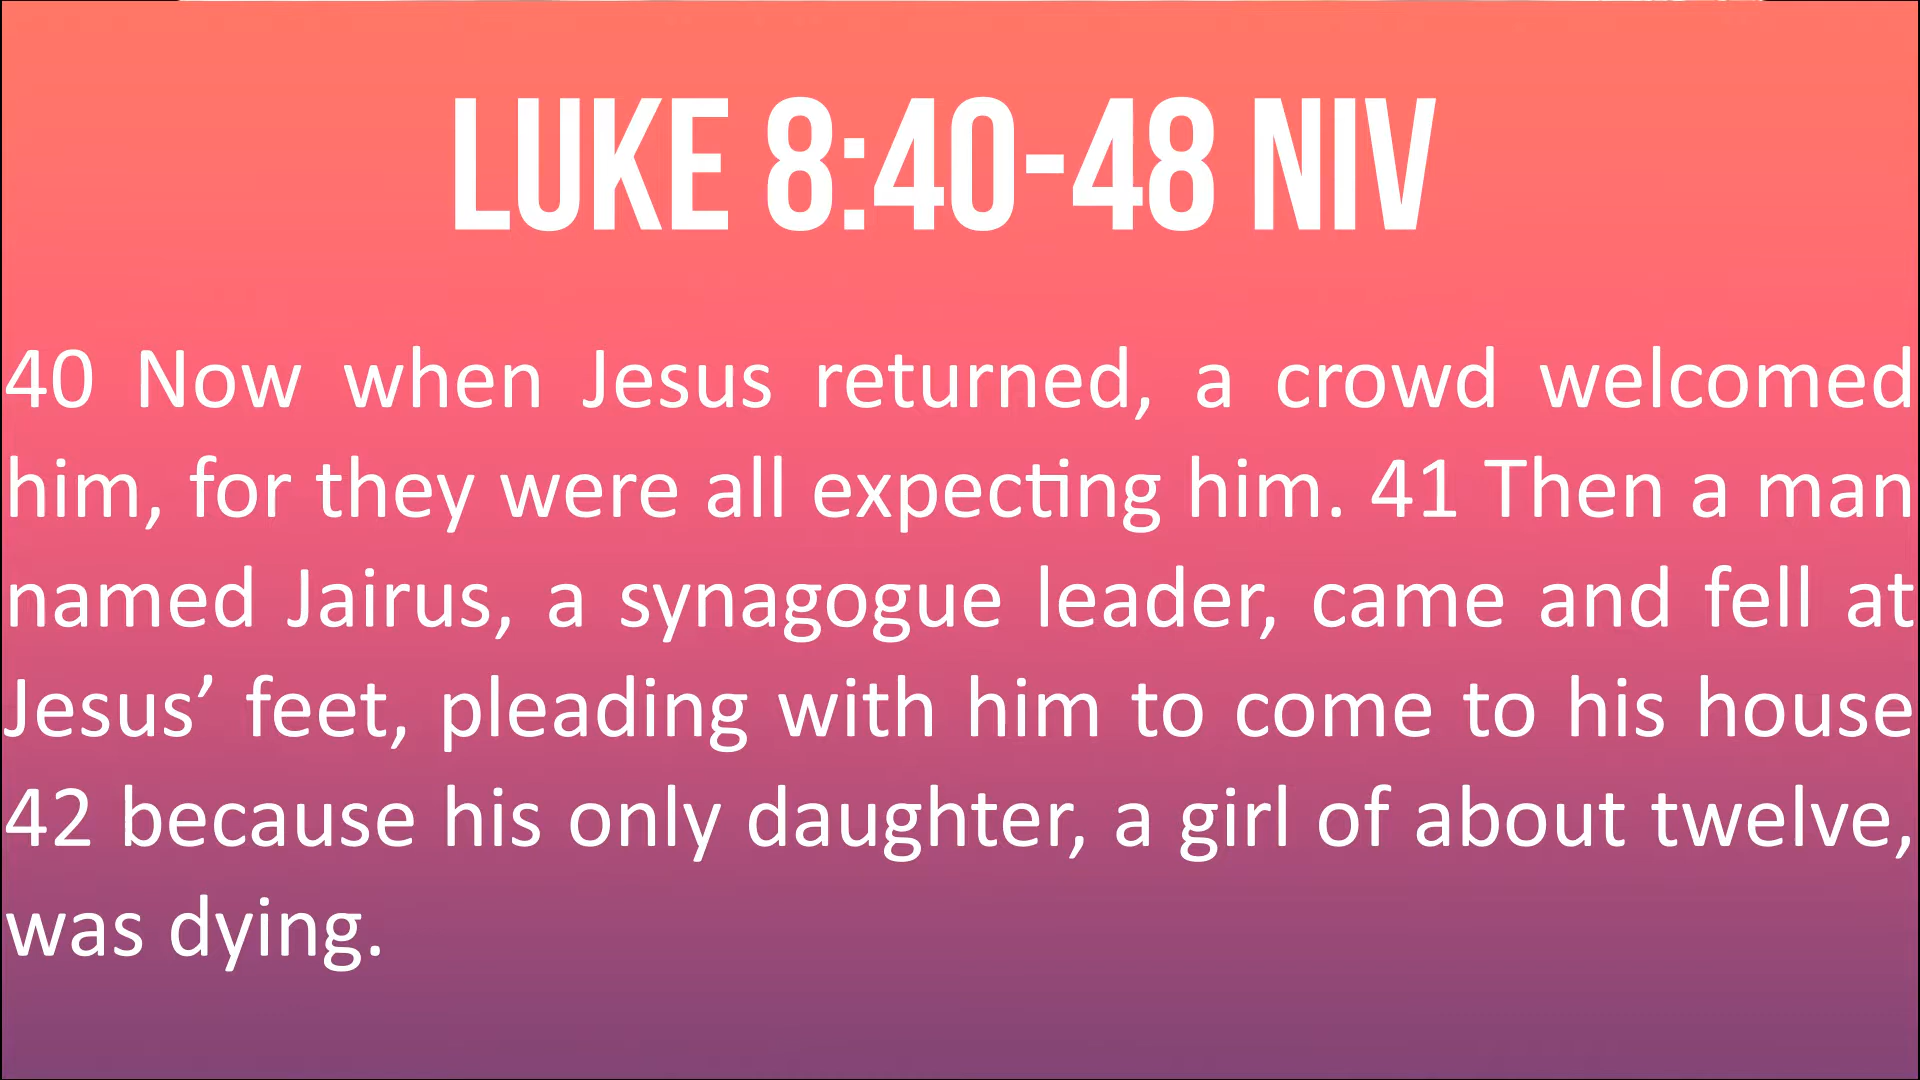 LUKE 8:40-48 NIV
40 Now when Jesus returned, a crowd welcomed
him, for they were all expecting him. 41 Then a man
named Jairus, a synagogue leader, came and fell at
Jesus’ feet, pleading with him to come to his house
42 because his only daughter, a girl of about twelve,
was dying.